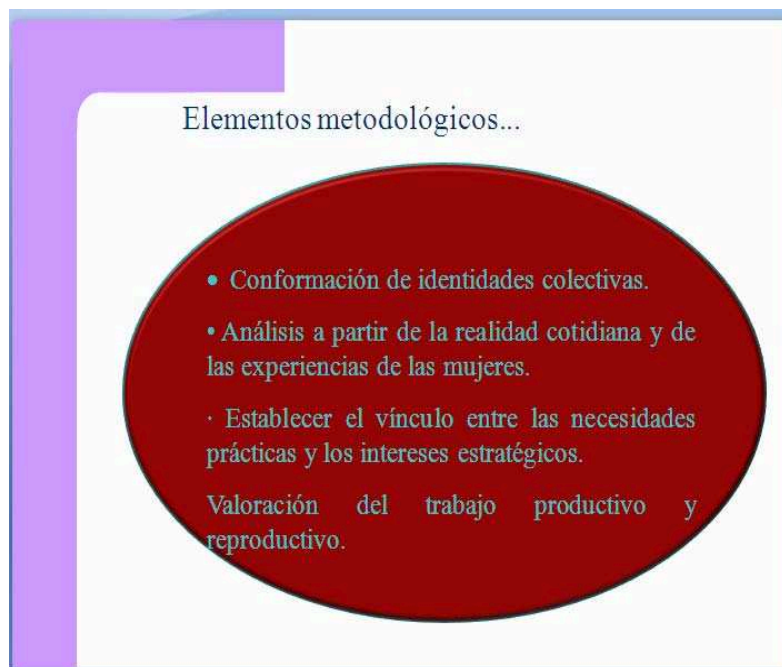 Elementos metodológicos...
• Conformación de identidades colectivas.
• Análisis a partir de la realidad cotidiana y de
las experiencias de las mujeres.
· Establecer el vínculo entre las necesidades
prácticas y los intereses estratégicos.
Valoración del trabajo productivo y
reproductivo.